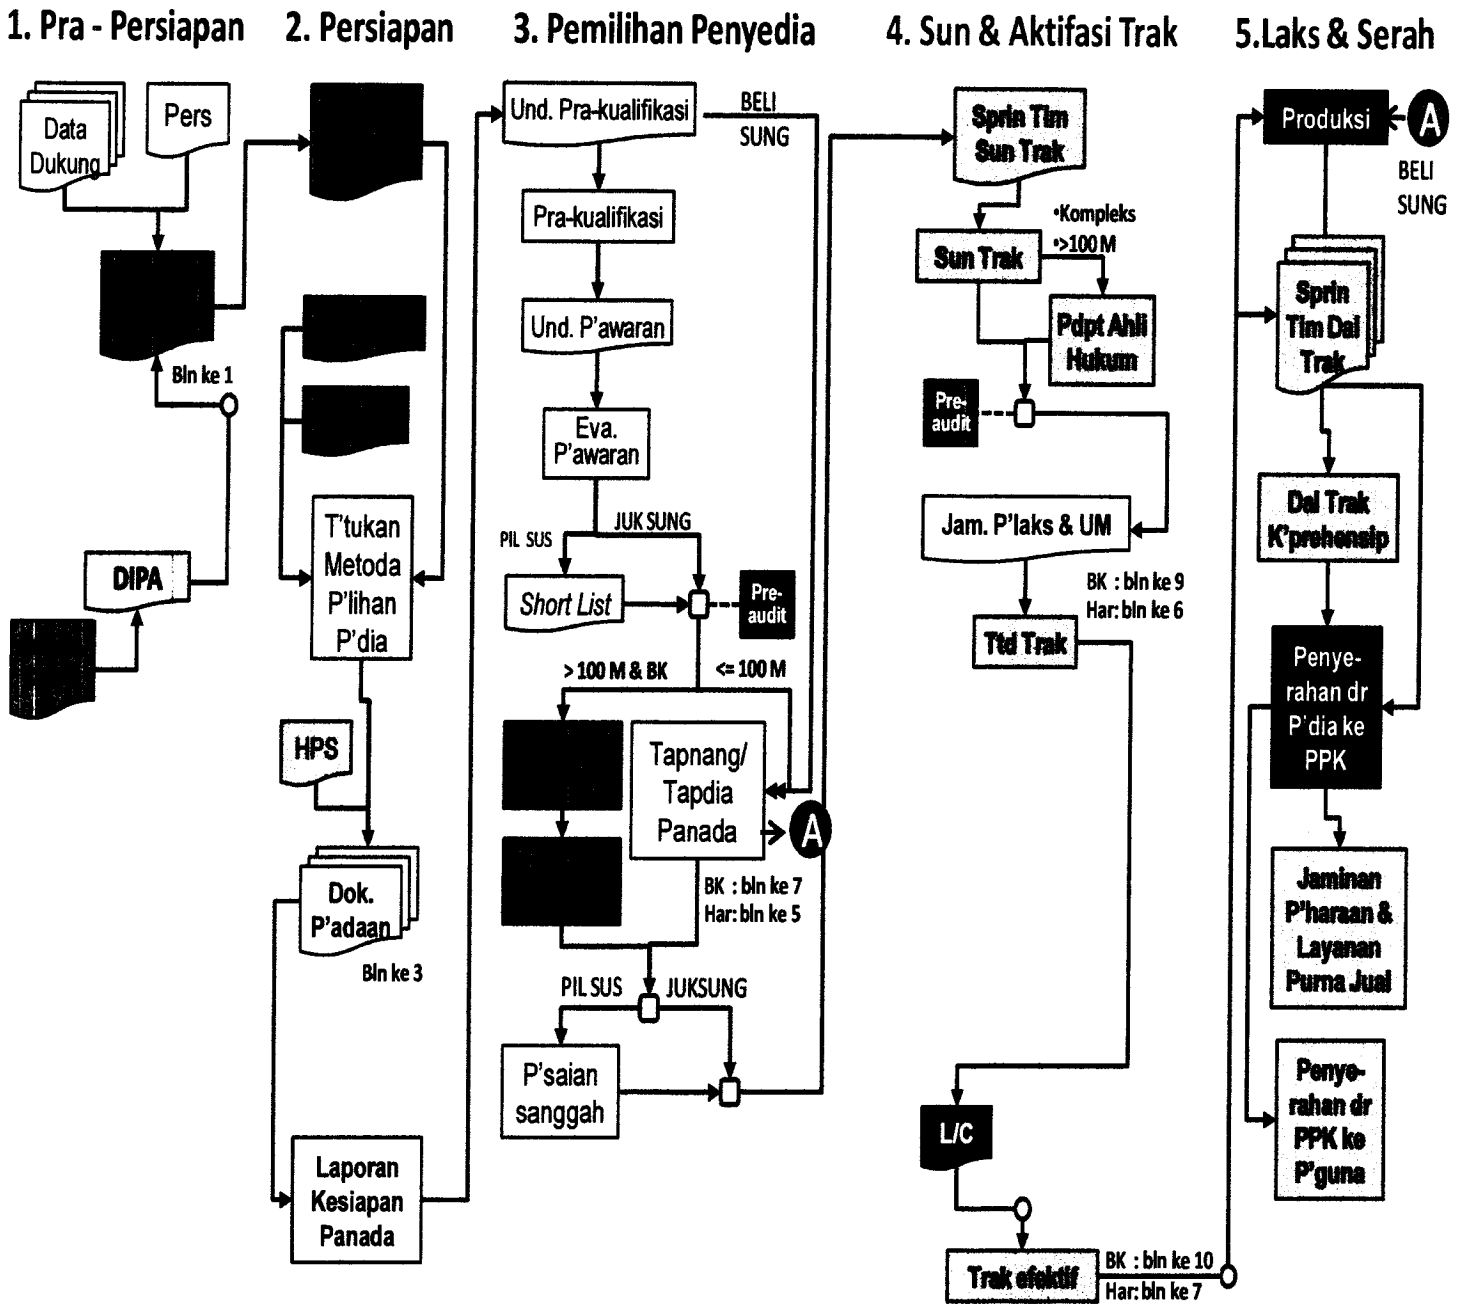 1. Pra - Persiapan
2. Persiapan
3. Pemilihan Penyedia
4. Sun & Aktifasi Trak
5.Laks & Serah
Data
Dukung
Pers
Bln ke 1
DIPA
T'tukan
Metoda
P'lihan
P'dia
HPS
Dok.
P'adaan
Bln ke 3
Laporan
Kesiapan
Panada
Und. Pra-kualifikasi
BELI
SUNG
Pra-kualifikasi
Und. P'awaran
Eva.
P'awaran
PIL SUS
JUK SUNG
Short List
Pre-
audit
> 100 M & BK
<= 100 M
Tapnang/
Tapdia
Panada
A
BK : bln ke 7
Har: bln ke 5
PIL SUS
JUKSUNG
P'saian
sanggah
Sprin Tim
Sun Trak
•Kompleks
•>100 M
Sun Trak
Pdpt Ahli
Hukum
Pre-
audit
Jam. P'laks & UM
BK : bln ke 9
Har: bln ke 6
Ttd Trak
L/C
Trak efektif
BK : bln ke 10
Har: bln ke 7
Produksi
A
BELI
SUNG
Sprin
Tim Dal
Trak
Dal Trak
K'prehensip
Penye-
rahan dr
P'dia ke
PPK
Jaminan
P'haraan &
Layanan
Purna Jual
Penye-
rahan dr
PPK ke
P'guna